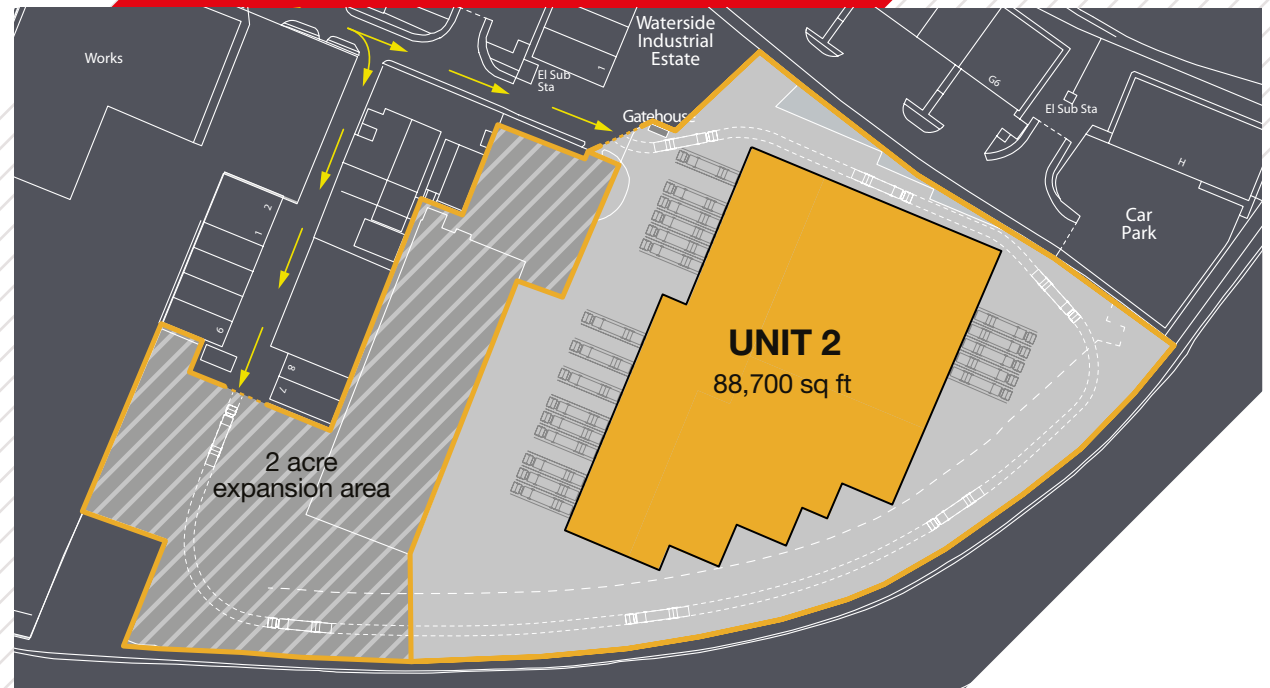 Waterside
Industrial
Estate
Works
1
El Sub
Sta
Gatehouse
G6
El Sub Sta
H
Car
Park
2
1
6
8
7
UNIT 2
88,700 sq ft
2 acre
expansion area